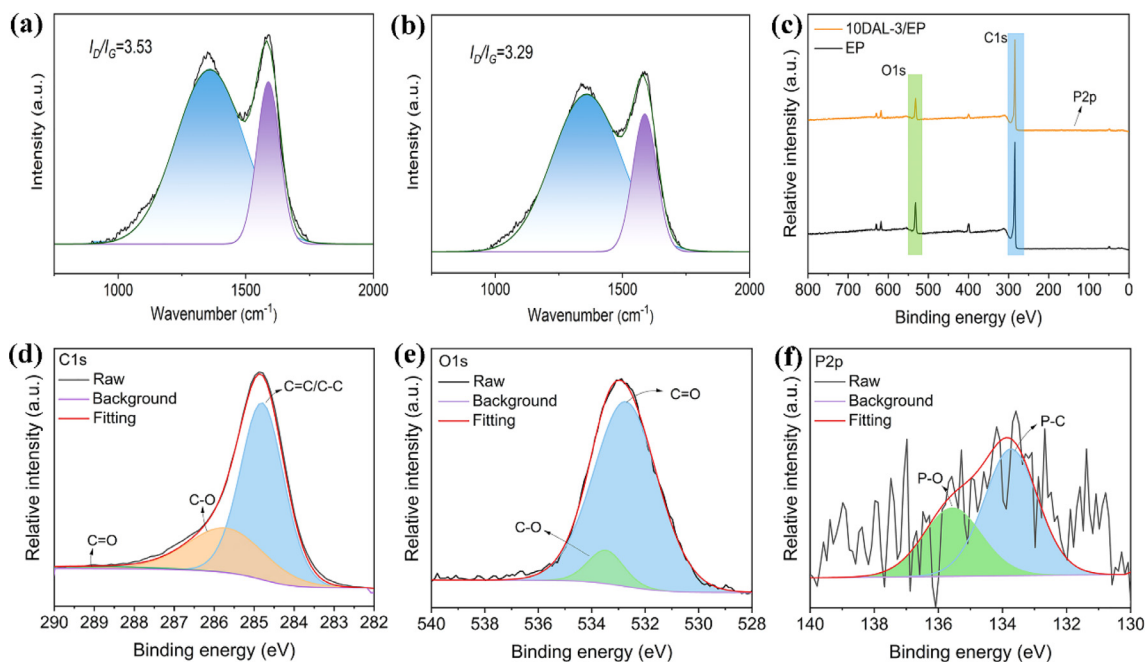 (a)
I_D/I_G=3.53
Intensity (a.u.)
1000
1500
2000
Wavenumber (cm⁻¹)
(b)
I_D/I_G=3.29
Intensity (a.u.)
1000
1500
2000
Wavenumber (cm⁻¹)
(c)
10DAL-3/EP
EP
C1s
O1s
P2p
Relative intensity (a.u.)
800 700 600 500 400 300 200 100 0
Binding energy (eV)
(d)
C1s
Raw
Background
Fitting
C=C/C-C
C-O
C=O
Relative intensity (a.u.)
290 289 288 287 286 285 284 283 282
Binding energy (eV)
(e)
O1s
Raw
Background
Fitting
C=O
C-O
Relative intensity (a.u.)
540 538 536 534 532 530 528
Binding energy (eV)
(f)
P2p
Raw
Background
Fitting
P-C
P-O
Relative intensity (a.u.)
140 138 136 135 134 133 132 130
Binding energy (eV)